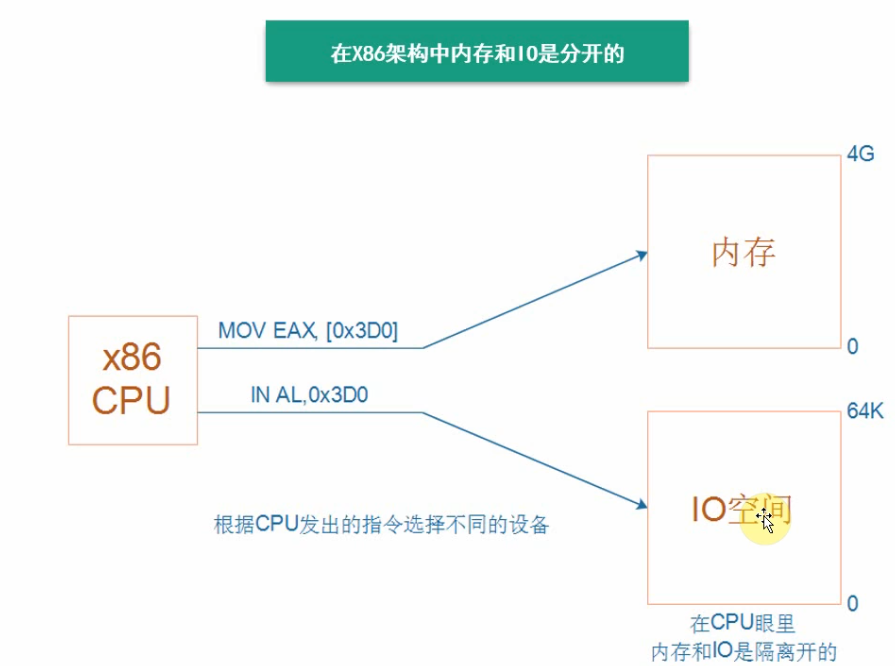 在X86架构中内存和IO是分开的
4G
内存
0
MOV EAX, [0x3D0]
x86
CPU
IN AL,0x3D0
64K
IO空间
根据CPU发出的指令选择不同的设备
0
在CPU眼里
内存和IO是隔离开的